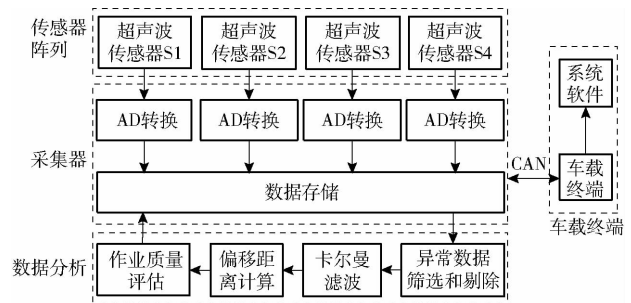 传感器
阵列
超声波
传感器S1
超声波
传感器S2
超声波
传感器S3
超声波
传感器S4
系统
软件
采集器
AD转换
AD转换
AD转换
AD转换
CAN
车载
终端
数据存储
车载终端
数据分析
作业质量
评估
偏移距
离计算
卡尔曼
滤波
异常数据
筛选和剔除